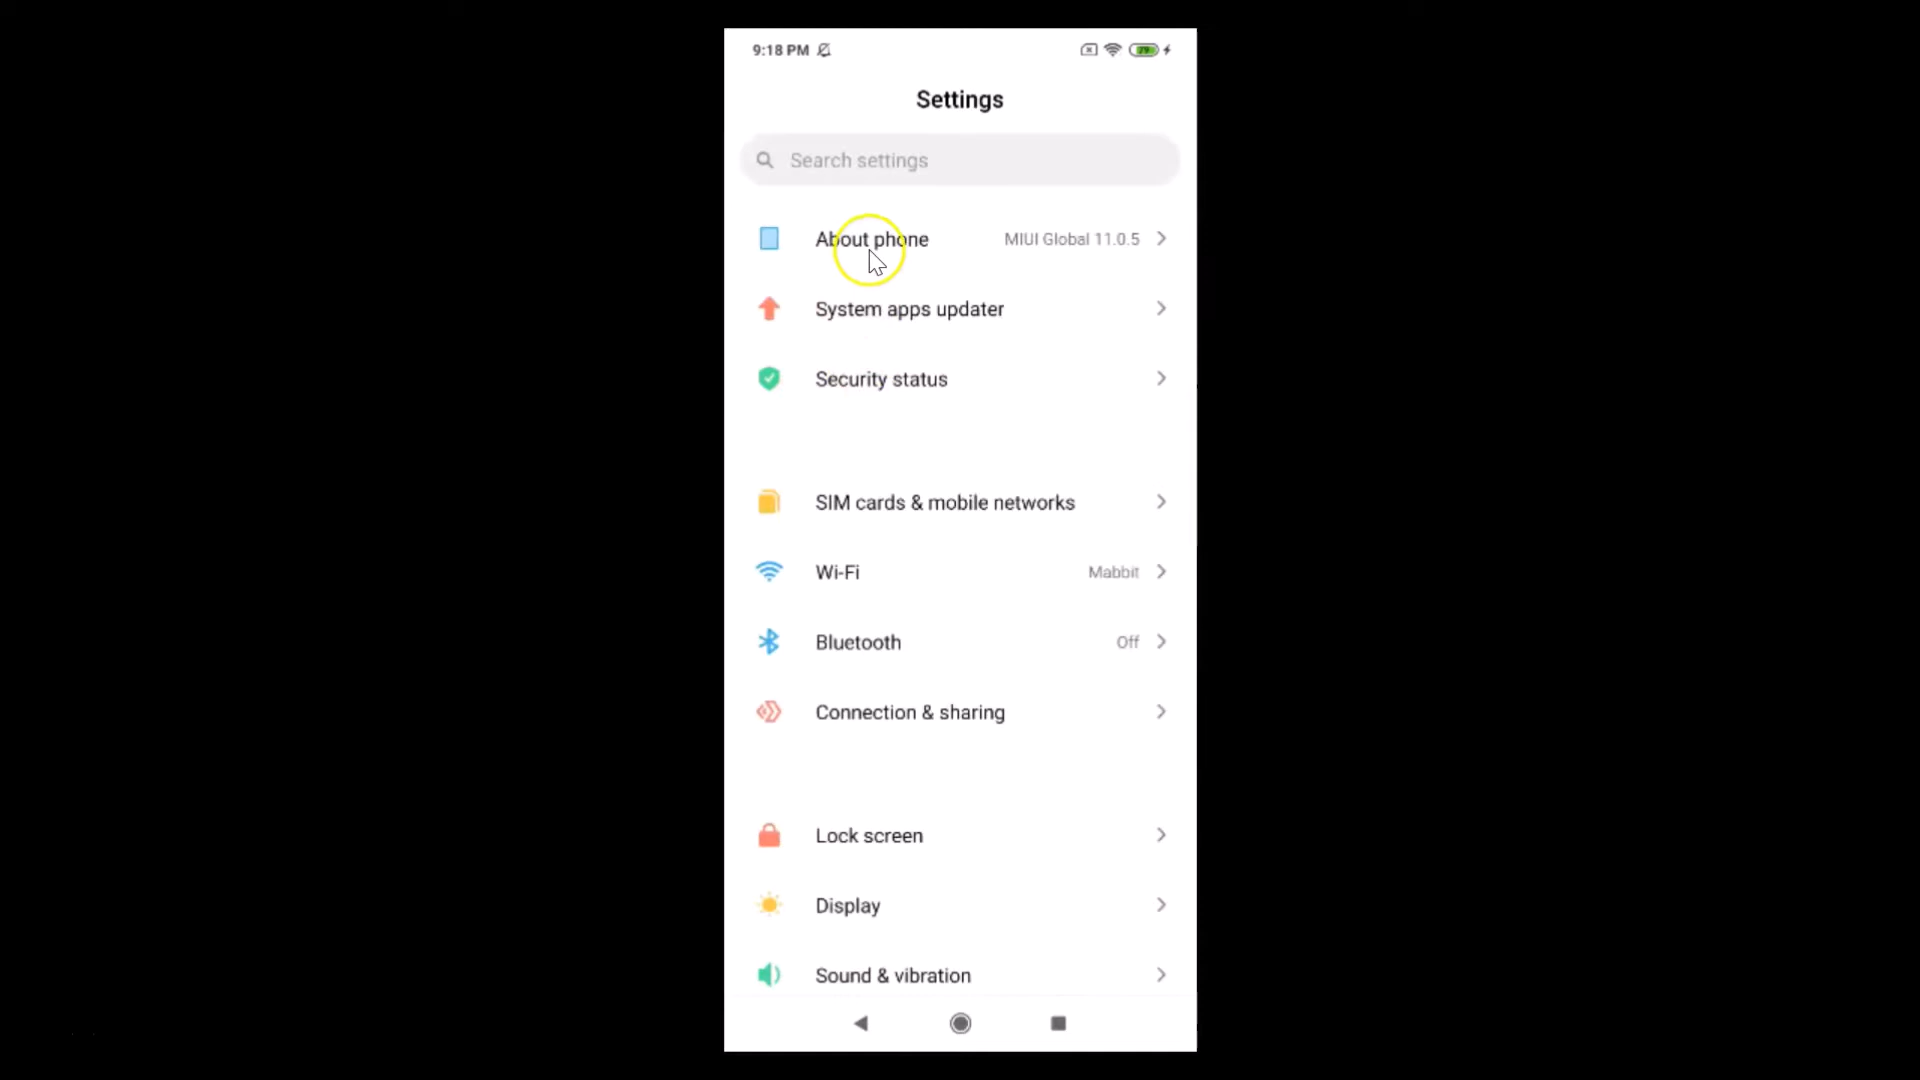 9:18 PM
79
Settings
Search settings
About phone MIUI Global 11.0.5
System apps updater
Security status
SIM cards & mobile networks
Wi-Fi Mabbit
Bluetooth Off
Connection & sharing
Lock screen
Display
Sound & vibration